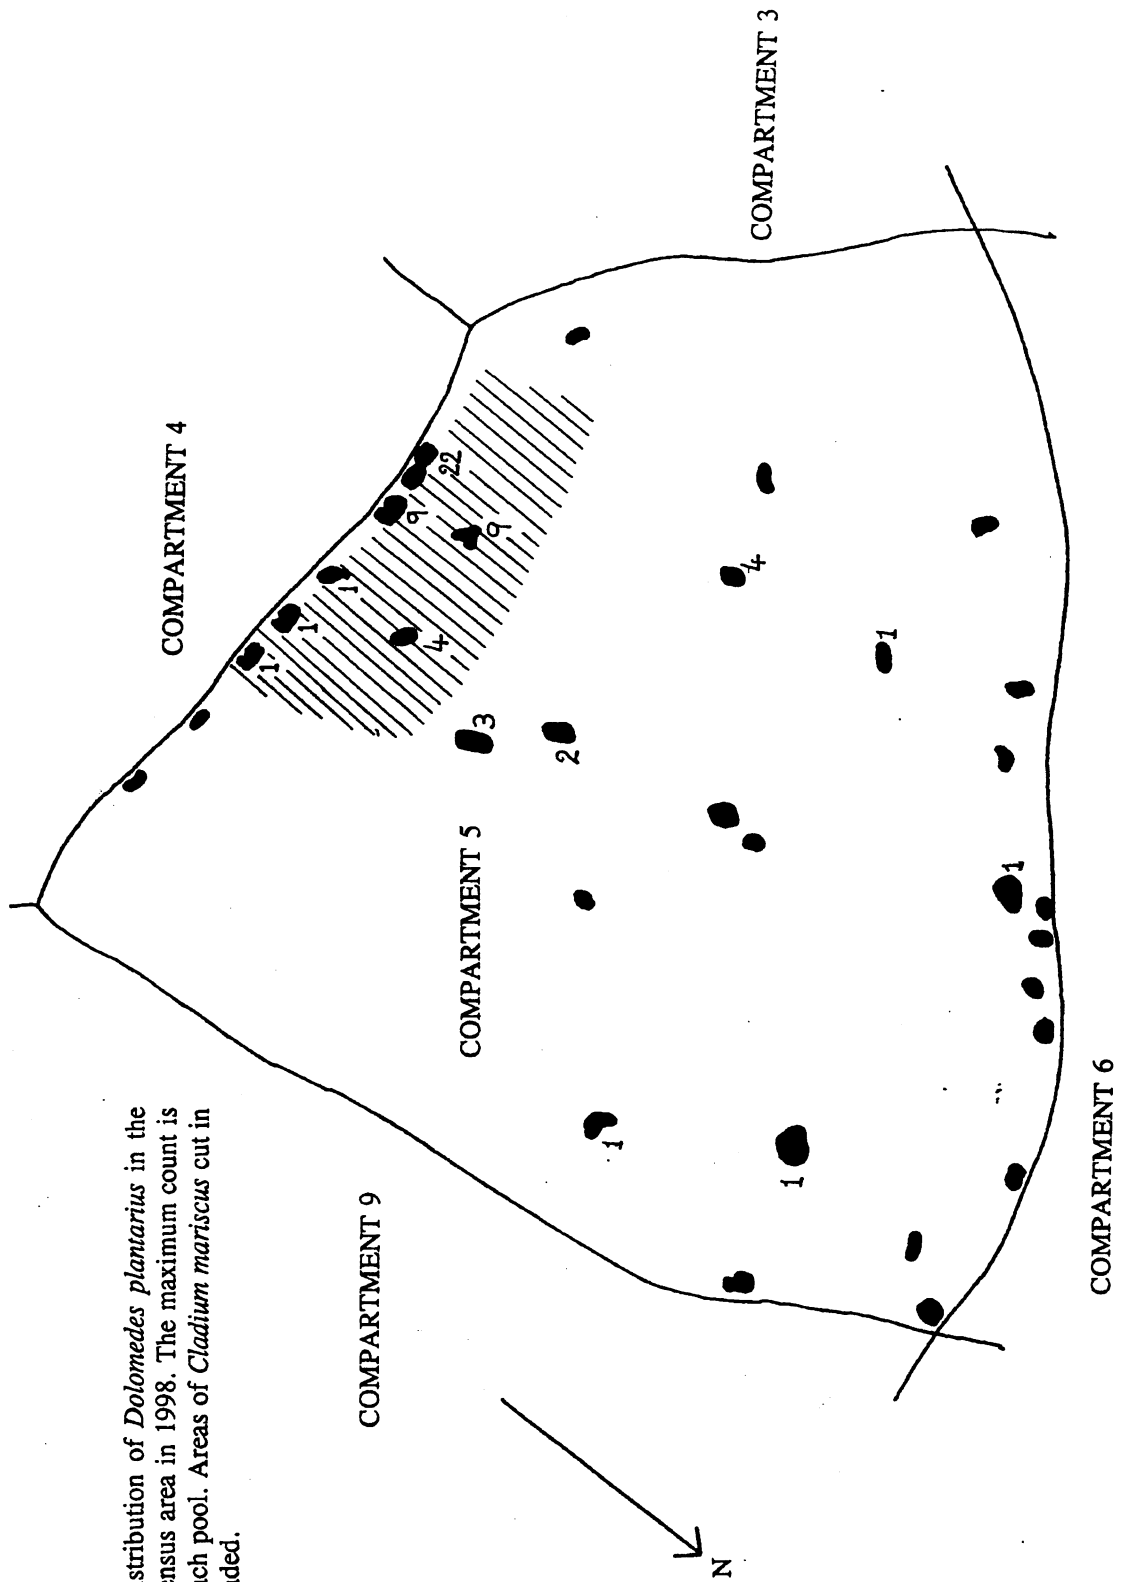 stribution of Dolomedes plantarius in the
ensus area in 1998. The maximum count is
ach pool. Areas of Cladium mariscus cut in
ded.
COMPARTMENT 9
COMPARTMENT 4
COMPARTMENT 5
COMPARTMENT 3
COMPARTMENT 6
N
1
1
1
9
22
4
9
3
2
4
1
1
1
1